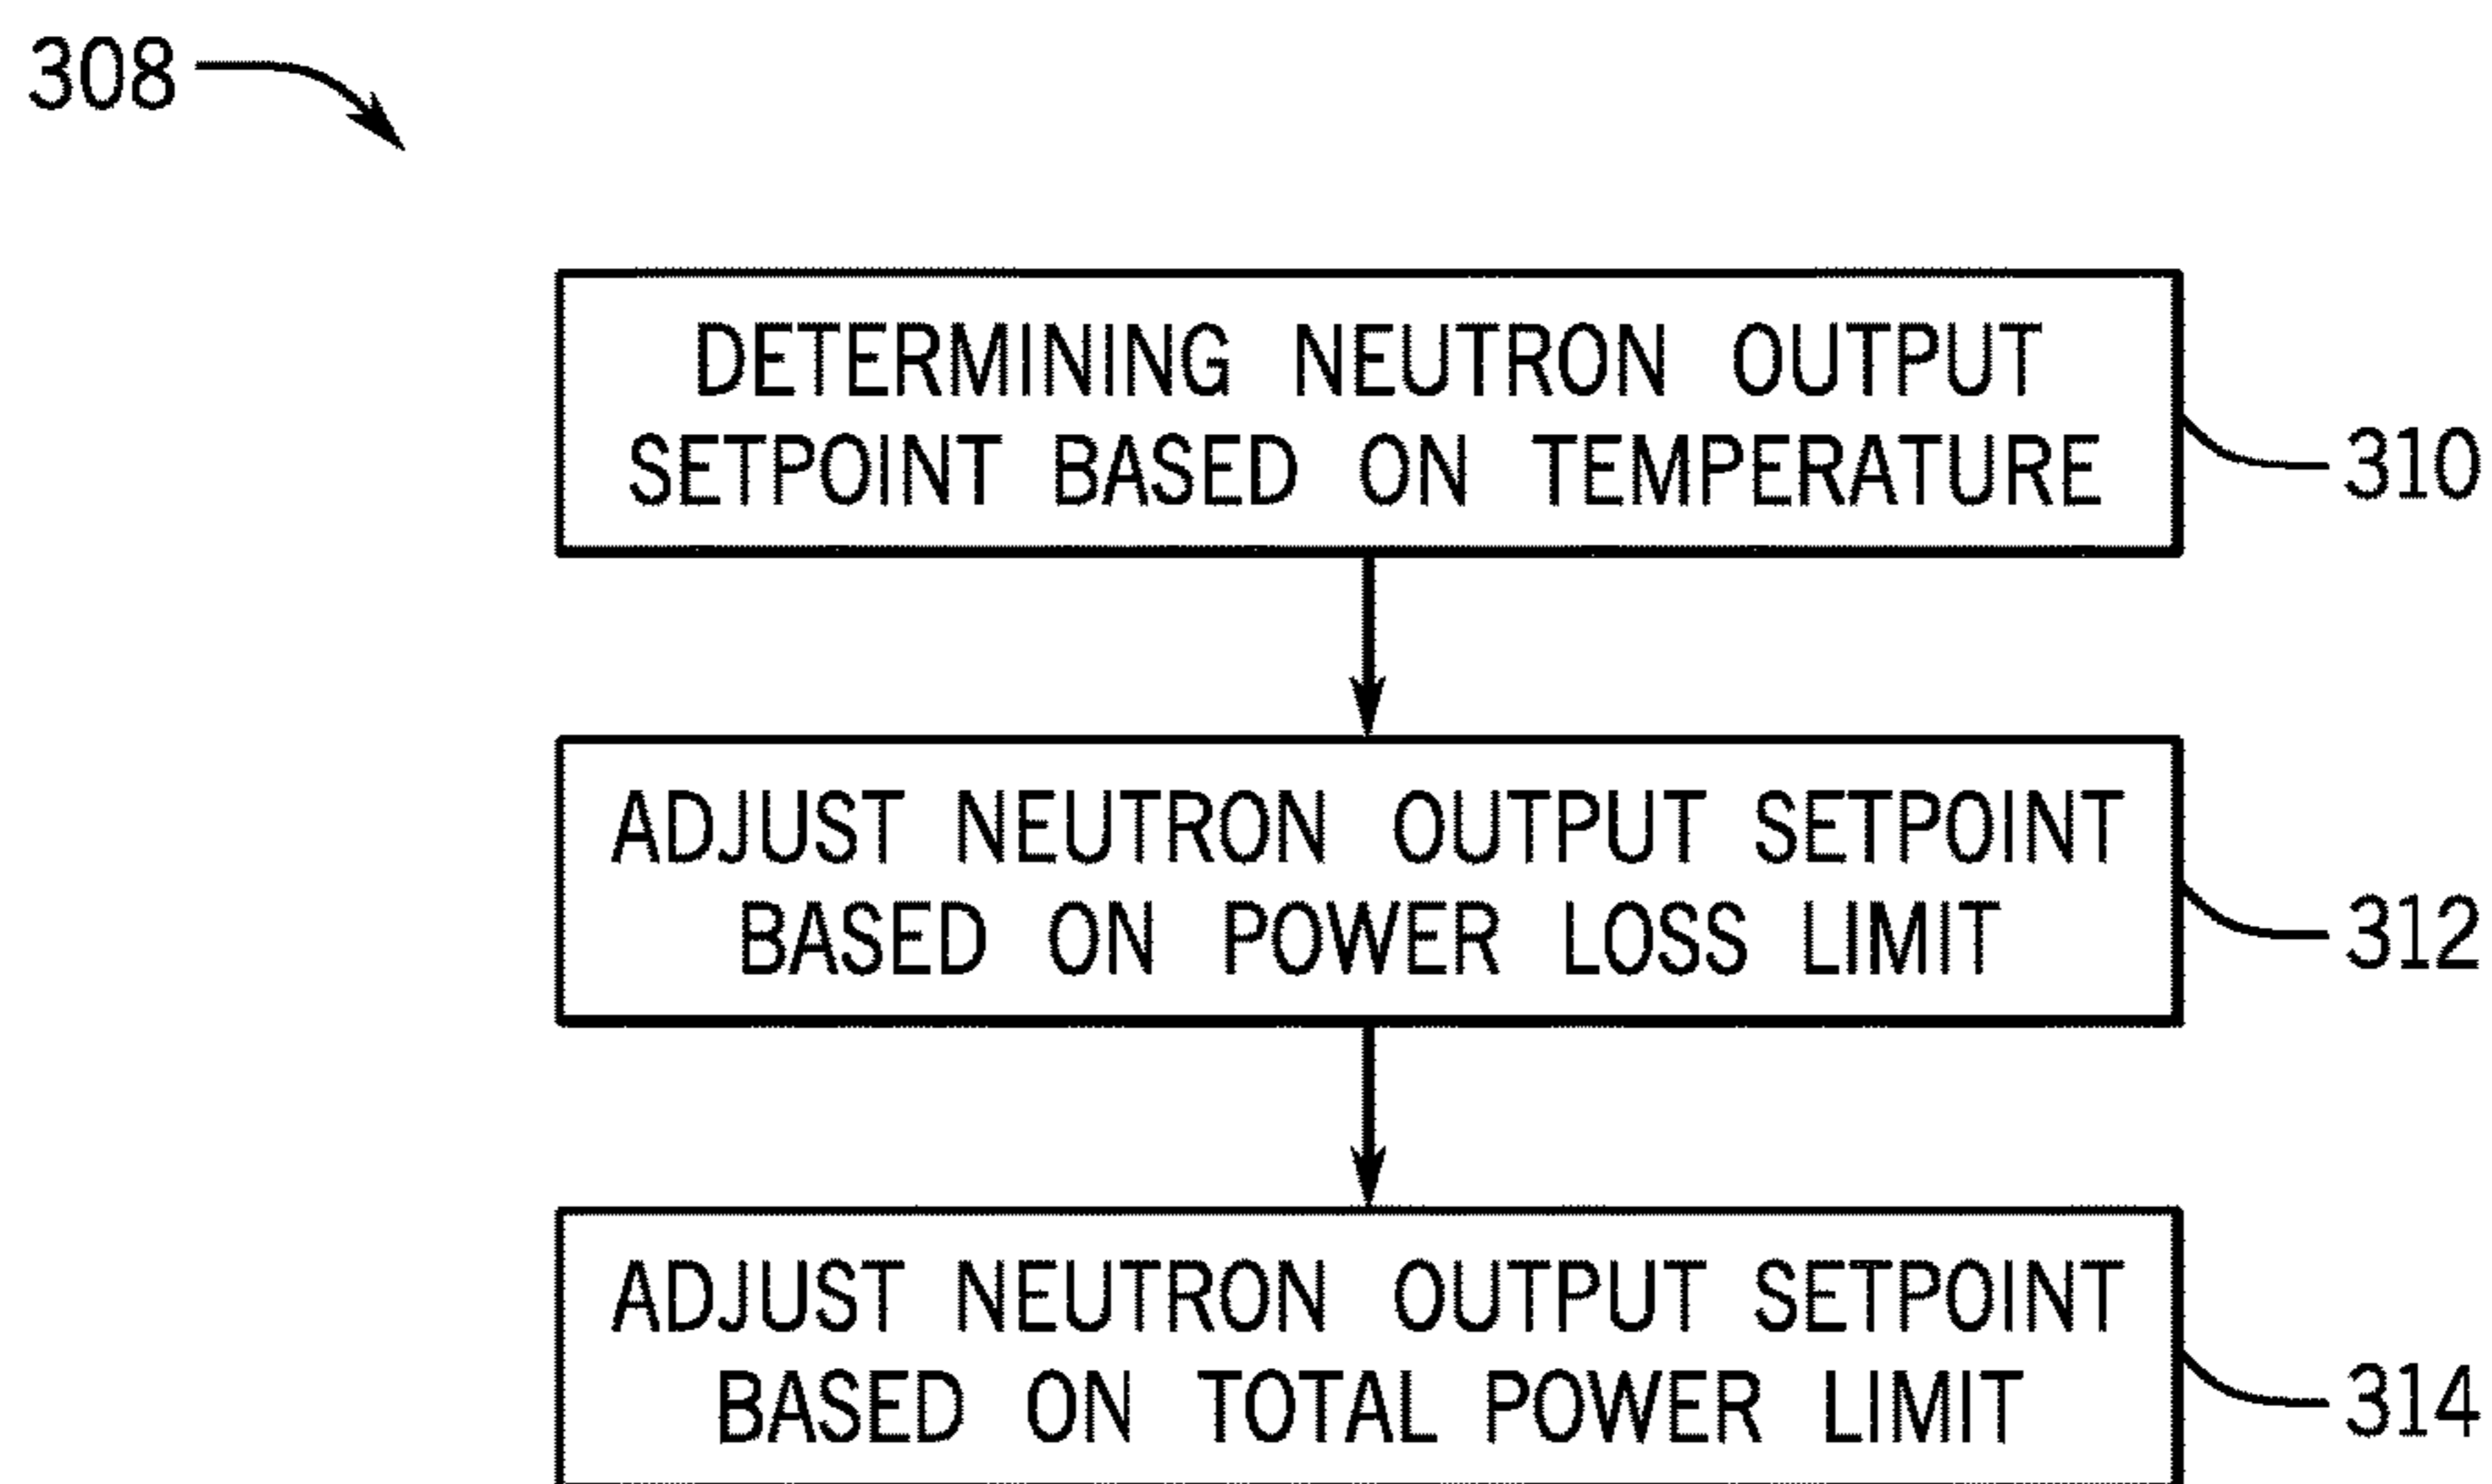 308
DETERMINING NEUTRON OUTPUT
SETPOINT BASED ON TEMPERATURE
310
ADJUST NEUTRON OUTPUT SETPOINT
BASED ON POWER LOSS LIMIT
312
ADJUST NEUTRON OUTPUT SETPOINT
BASED ON TOTAL POWER LIMIT
314